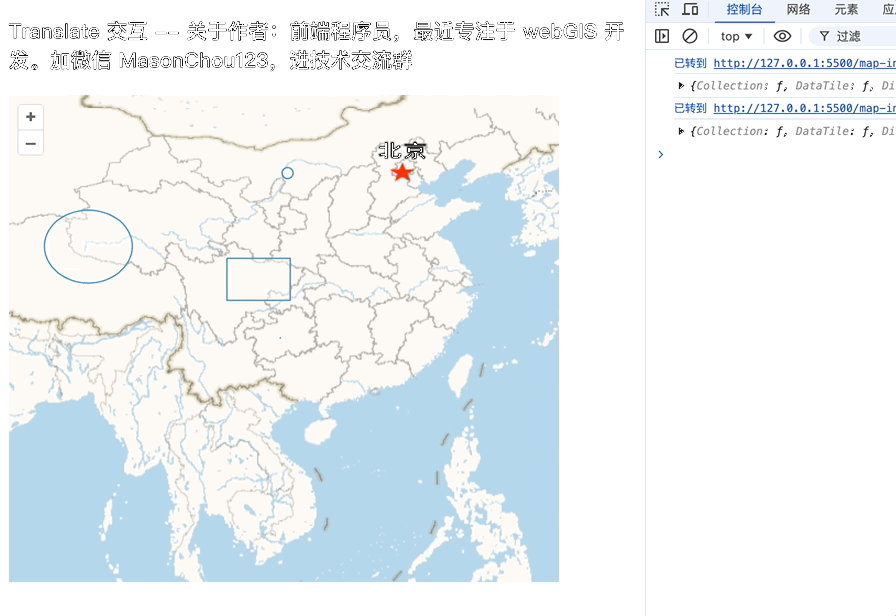 Translate 交互 -- 关于作者：前端程序员，最近专注于 webGIS 开
发。加微信 MasonChou123，进技术交流群
+
−
北京
控制台 网络 元素 应
top ▼ 过滤
已转到 http://127.0.0.1:5500/map-in
▶ {Collection: ƒ, DataTile: ƒ, Di
已转到 http://127.0.0.1:5500/map-in
▶ {Collection: ƒ, DataTile: ƒ, Di
>